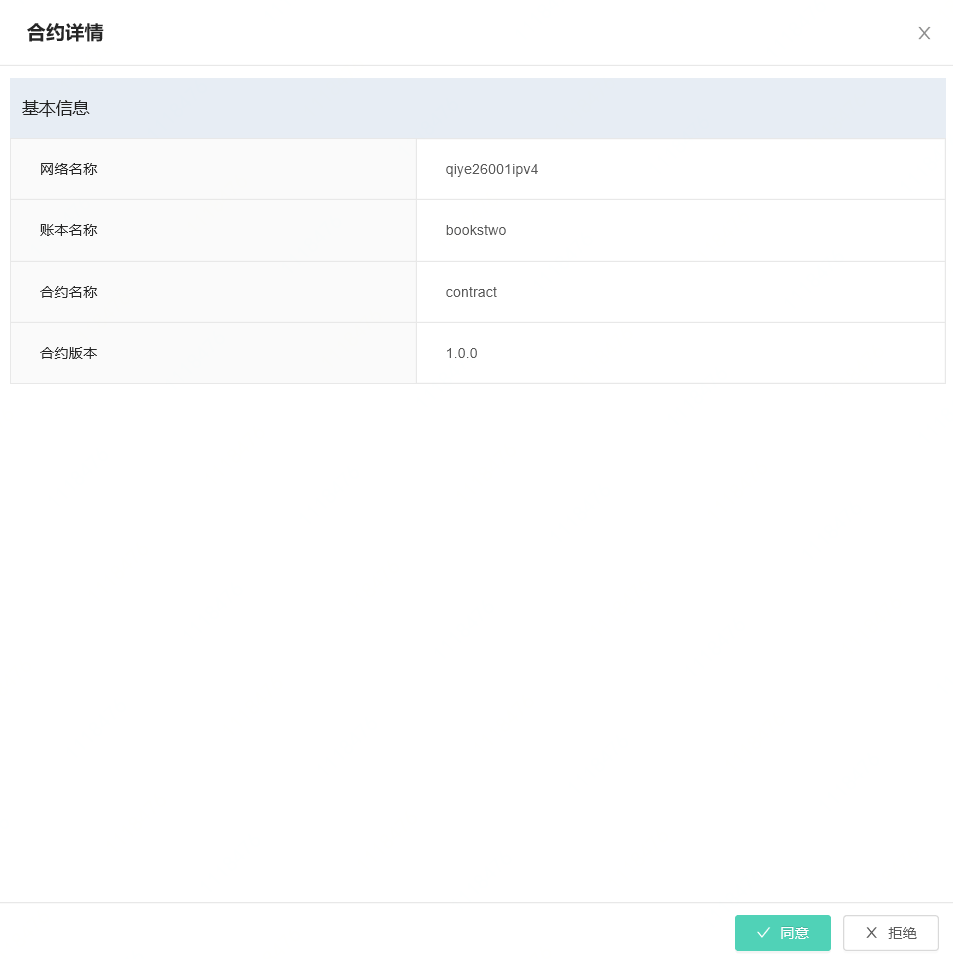 合约详情
基本信息
网络名称 qiye26001ipv4
账本名称 bookstwo
合约名称 contract
合约版本 1.0.0
同意 拒绝